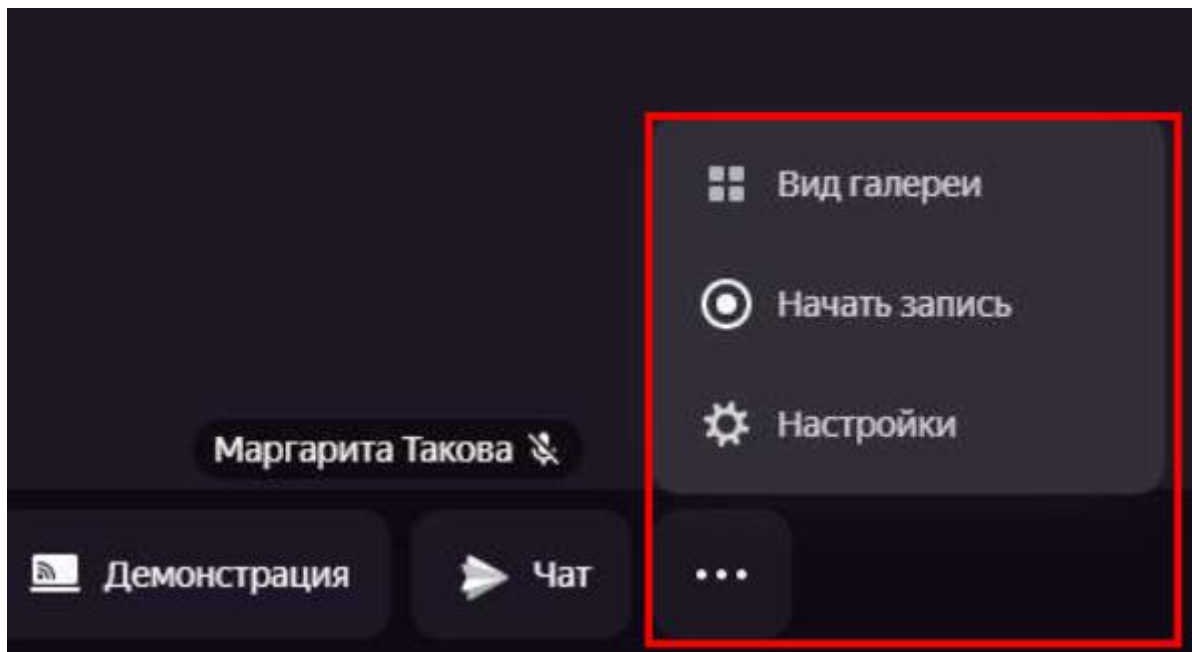 Вид галереи
Начать запись
Настройки
Маргарита Такова
Демонстрация
Чат
...